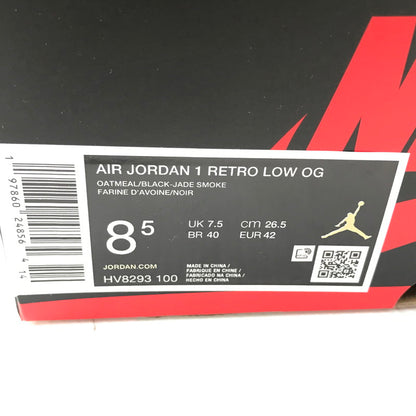 AIR JORDAN 1 RETRO LOW OG
OATMEAL/BLACK-JADE SMOKE
FARINE D'AVOINE/NOIR
8 5
UK 7.5 cm 26.5
BR 40 EUR 42
JORDAN.COM
HV8293 100
MADE IN CHINA /
FABRIQUÉ EN CHINE /
FABRICADO NA CHINA /
HECHO EN CHINA
1 97860 24856 4 14